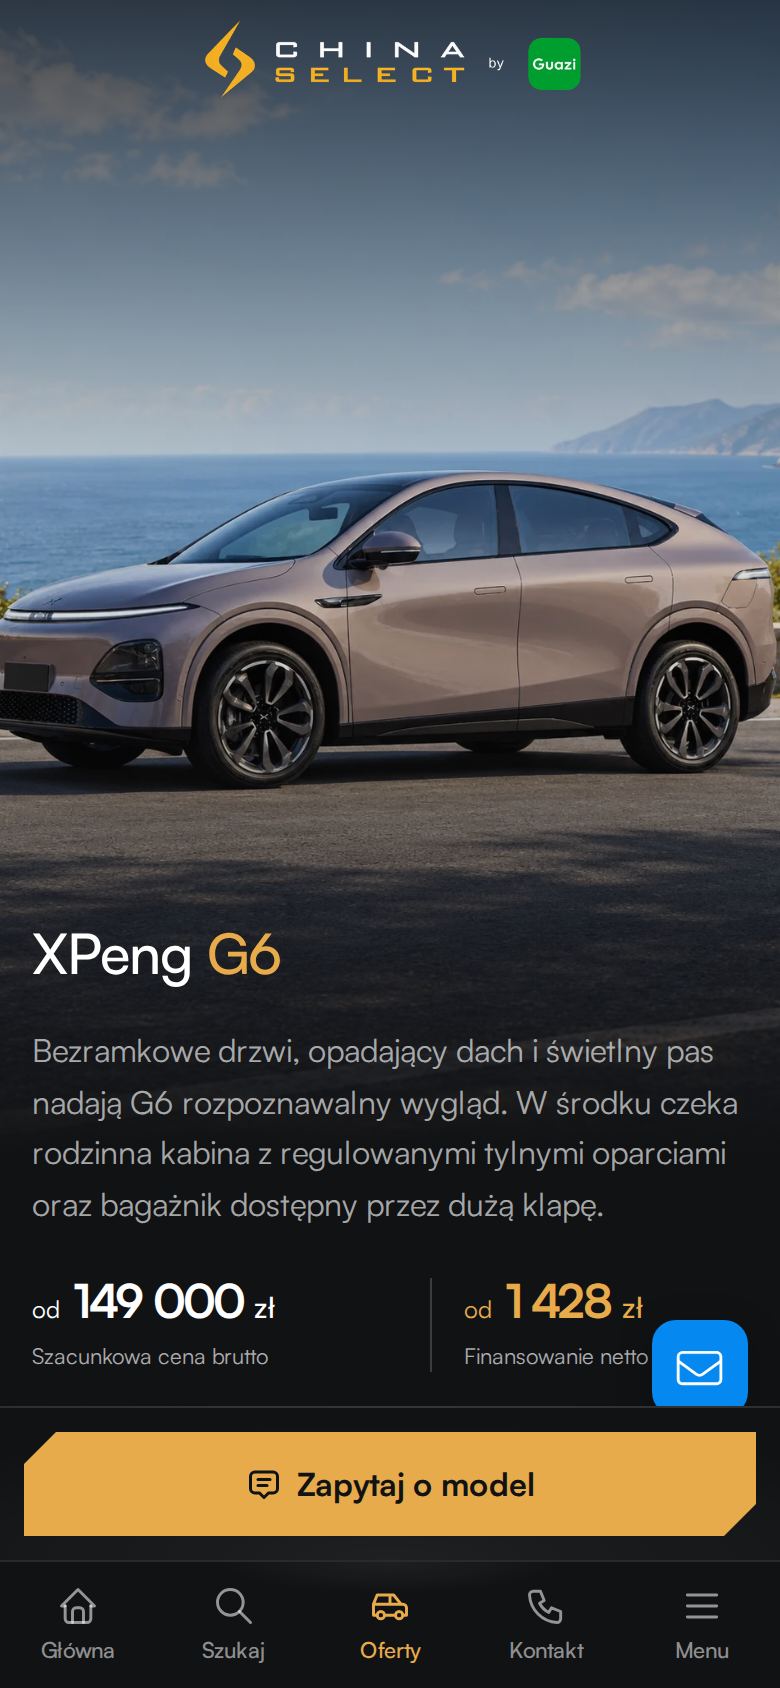 CHINA
SELECT
by
Guazi
XPeng G6
Bezramkowe drzwi, opadający dach i świetlny pas
nadają G6 rozpoznawalny wygląd. W środku czeka
rodzinna kabina z regulowanymi tylnymi oparciami
oraz bagażnik dostępny przez dużą klapę.
od 149 000 zł
Szacunkowa cena brutto
od 1 428 zł
Finansowanie netto
Zapytaj o model
Główna
Szukaj
Oferty
Kontakt
Menu